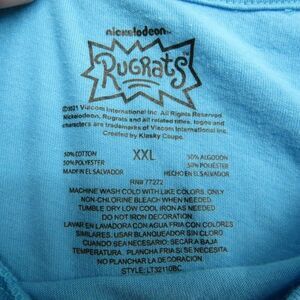 nickelodeon
RUGRATS
©2021 Viacom International Inc. All Rights Reserved
Nickelodeon, Rugrats and all related titles, logos and
characters are trademarks of Viacom International Inc.
Created by Klasky Csupo.
50% COTTON
50% POLYESTER
MADE IN EL SALVADOR
XXL
50% ALGODON
50% POLIESTER
HECHO EN EL SALVADOR
RN# 77272
MACHINE WASH COLD WITH LIKE COLORS, ONLY
NON-CHLORINE BLEACH WHEN NEEDED.
TUMBLE DRY LOW COOL IRON AS NEEDED
DO NOT IRON DECORATION.
LAVAR EN LAVADORA CON AGUA FRIA CON COLORES
SIMILARES. USAR BLANQUEADOR SIN CLORO
CUANDO SEA NECESARIO: SECAR A BAJA
TEMPERATURA. PLANCHA FRIA SI SE NECESITA
NO PLANCHAR LA DECORACION
STYLE: LT32110BC